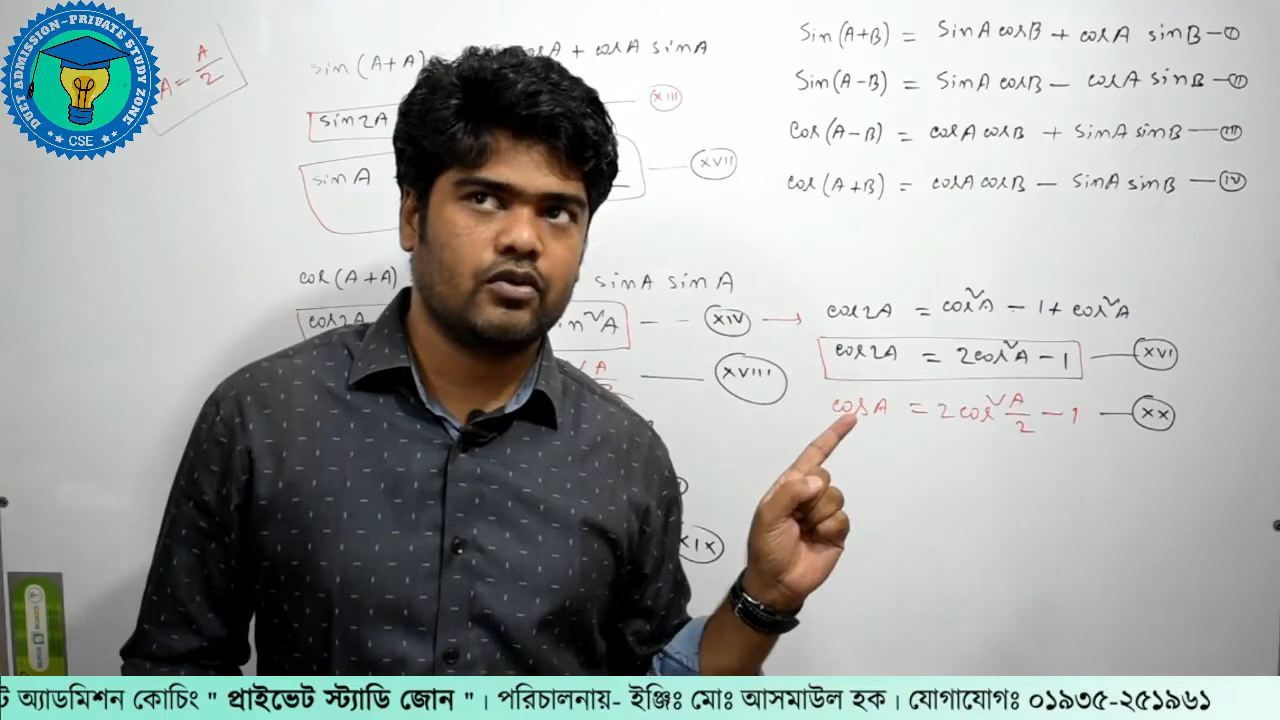 DUET ADMISSION-PRIVATE STUDY ZONE
CSE
A = A/2
sin(A+A) cosA + cosA sinA
sin2A
XIII
sinA
XVII
cos(A+A) sinA sinA
cos2A in²A — XIV →
A — XVIII
XIX
Sin(A+B) = SinA cosB + cosA sinB — I
Sin(A-B) = SinA cosB - cosA sinB — II
cos(A-B) = cosA cosB + sinA sinB — III
cos(A+B) = cosA cosB - sinA sinB — IV
cos2A = cos²A - 1 + cos²A
cos2A = 2cos²A - 1 — XVI
cosA = 2cos² A/2 - 1 — XX
ট অ্যাডমিশন কোচিং " প্রাইভেট স্ট্যাডি জোন " । পরিচালনায়- ইঞ্জিঃ মোঃ আসমাউল হক । যোগাযোগঃ ০১৯৩৫-২৫১৯৬১